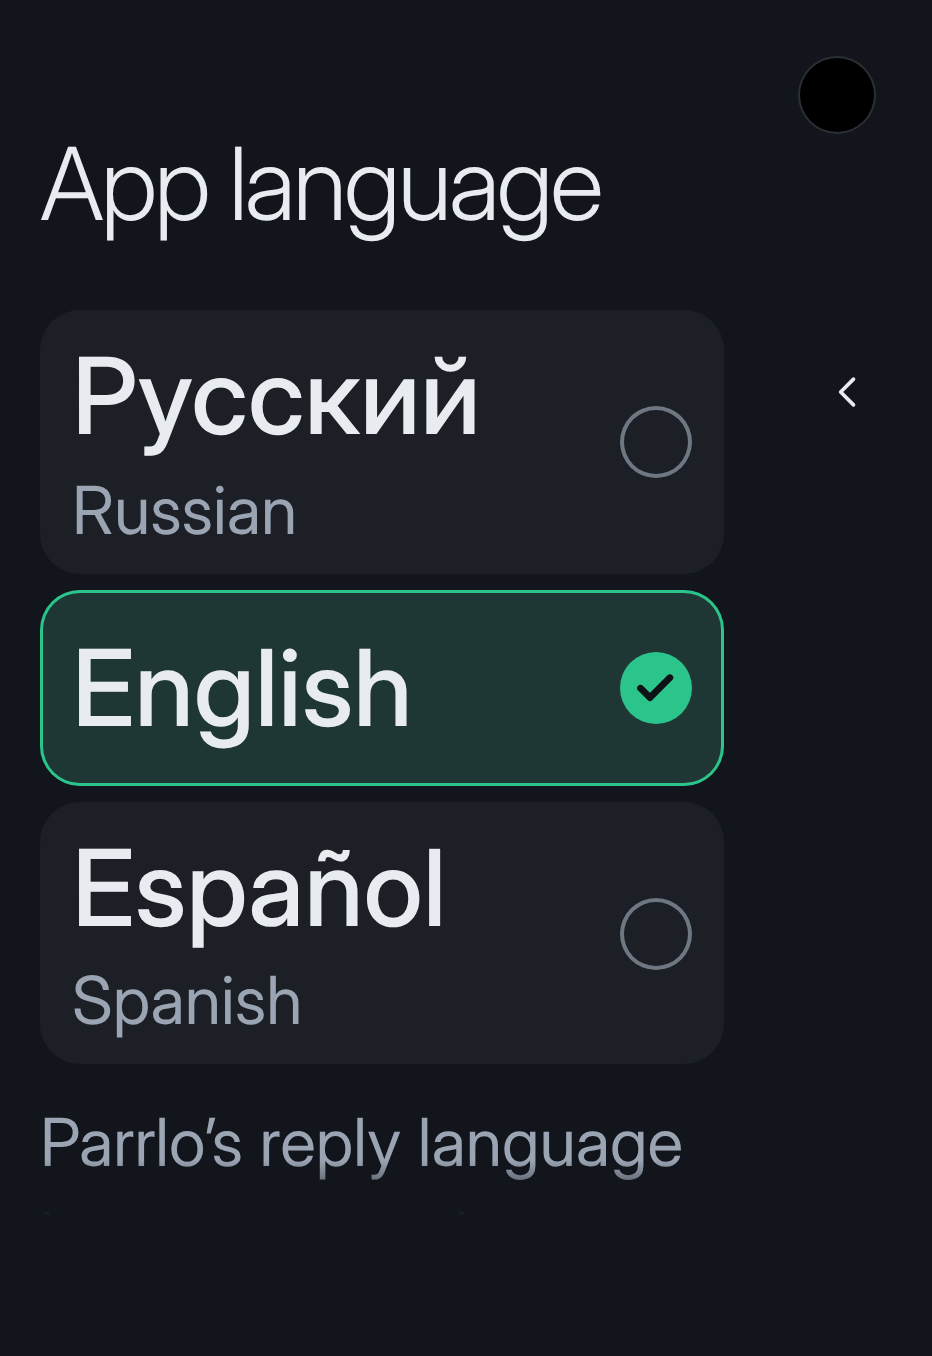 App language
Русский
Russian
English
Español
Spanish
Parrlo’s reply language